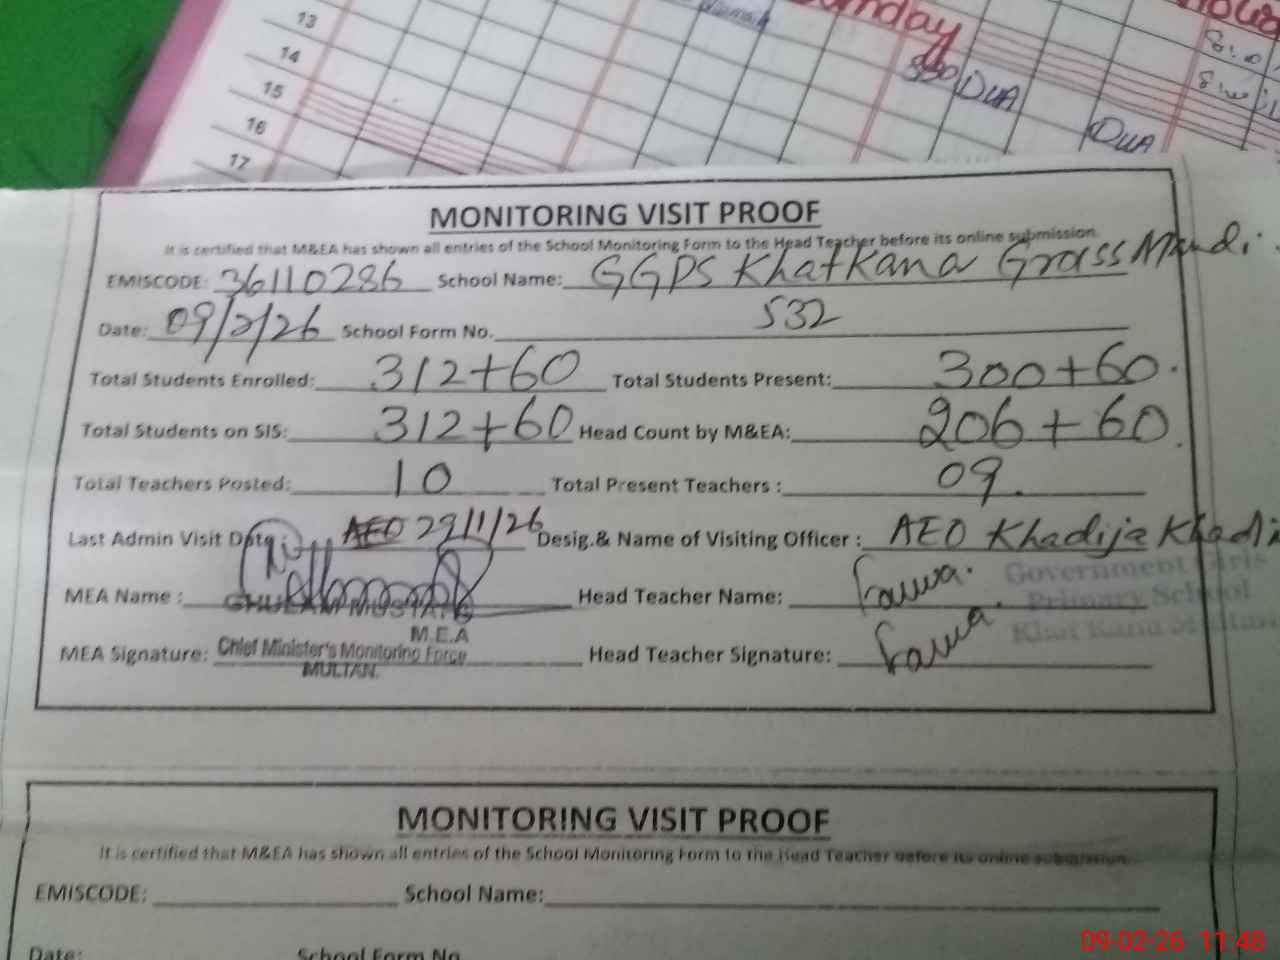 13
14
15
16
17
DUA
DUA
MONITORING VISIT PROOF
It is certified that M&EA has shown all entries of the School Monitoring Form to the Head Teacher before its online submission.
EMISCODE: 36110286 School Name: GGPS Khatkana Grass Mandi
Date: 09/2/26 School Form No. 532
Total Students Enrolled: 312+60 Total Students Present: 300+60.
Total Students on SIS: 312+60 Head Count by M&EA: 206+60.
Total Teachers Posted: 10 Total Present Teachers : 09.
Last Admin Visit Date : AEO 29/1/26 Desig.& Name of Visiting Officer : AEO Khadija
MEA Name : GHULAM MUSTAFA Head Teacher Name:
Government Girls
Primary School
M.E.A
MEA Signature: Chief Minister's Monitoring Force Head Teacher Signature:
MULTAN.
MONITORING VISIT PROOF
It is certified that M&EA has shown all entries of the School Monitoring Form to the Head Teacher before its online submission.
EMISCODE: School Name:
Date: School Form No.
09-02-26 11:48